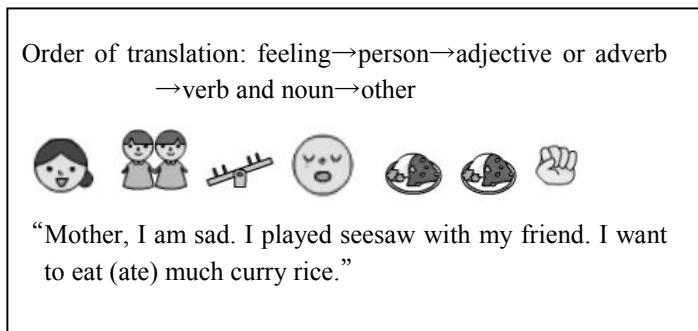 Order of translation: feeling→person→adjective or adverb
→verb and noun→other
“Mother, I am sad. I played seesaw with my friend. I want
to eat (ate) much curry rice.”